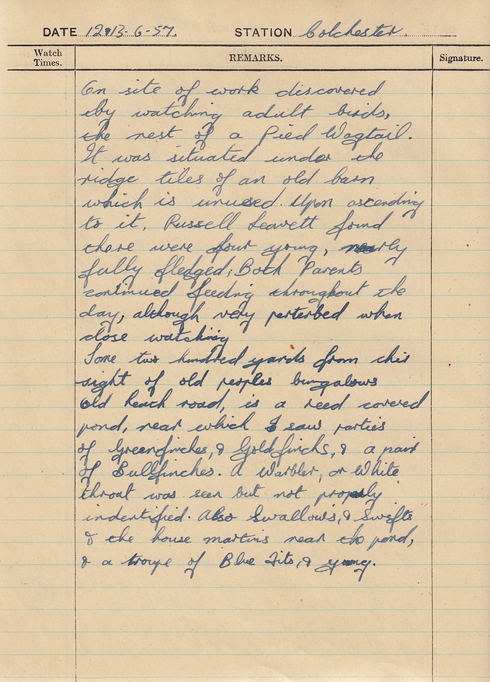 DATE 12&13-6-57. STATION Colchester.
Watch Times. REMARKS. Signature.
On site of work discovered
by watching adult birds,
the nest of a Pied Wagtail.
It was situated under the
ridge tiles of an old barn
which is unused. Upon ascending
to it, Russell Leavett found
there were four young, nearly
fully fledged; Both Parents
continued feeding throughout the
day, although very perterbed when
close watching
Some two hundred yards from this
sight of old peoples bungalows
old heath road, is a reed covered
pond, near which I saw parties
of Greenfinches, & Goldfinchs, & a pair
of Bullfinches. A Warbler, or White
throat was seen but not properly
indentified. Also Swallows, & Swifts
& the house martins near the pond,
& a troupe of Blue Tits, & young.